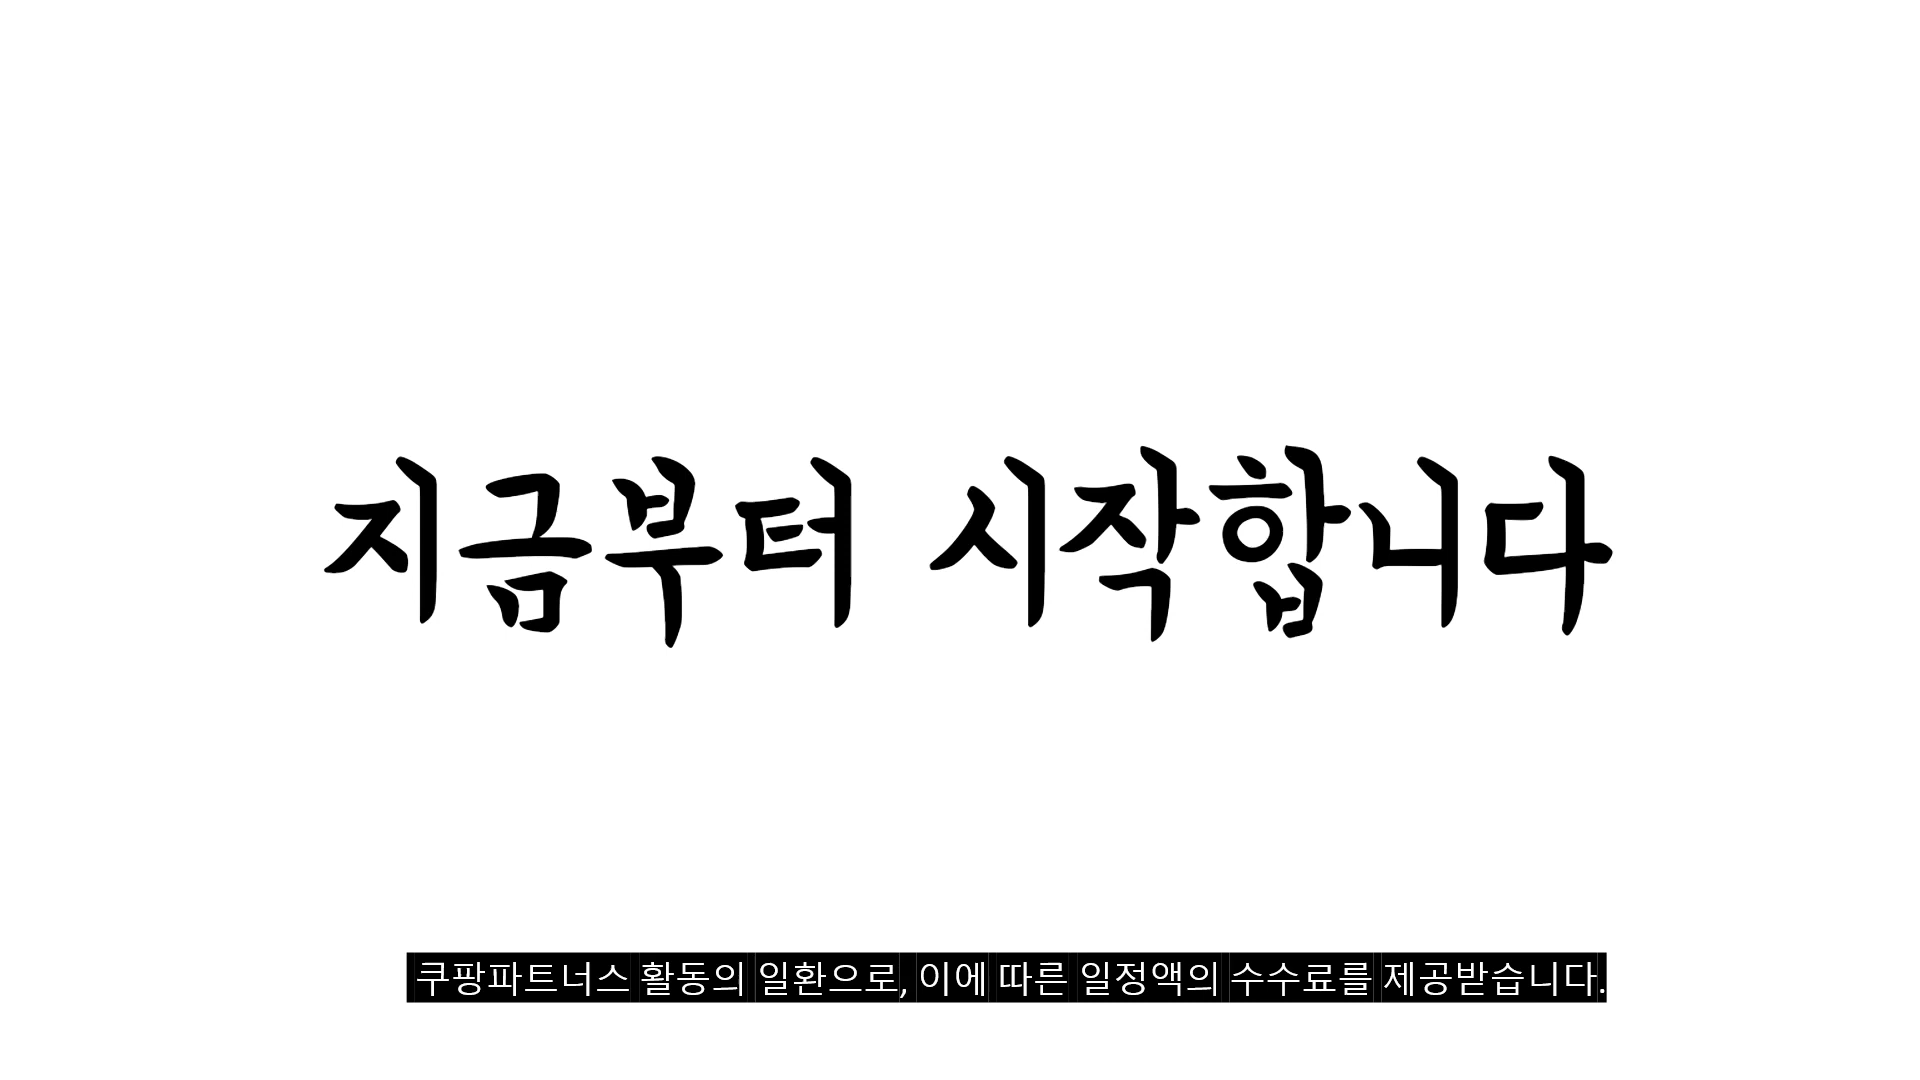 지금부터 시작합니다
쿠팡파트너스 활동의 일환으로, 이에 따른 일정액의 수수료를 제공받습니다.